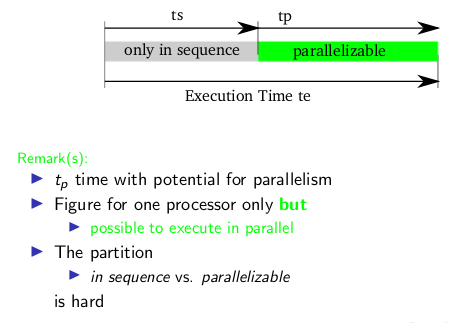 ts tp
only in sequence parallelizable
Execution Time te
Remark(s):
tp time with potential for parallelism
Figure for one processor only but
possible to execute in parallel
The partition
in sequence vs. parallelizable
is hard